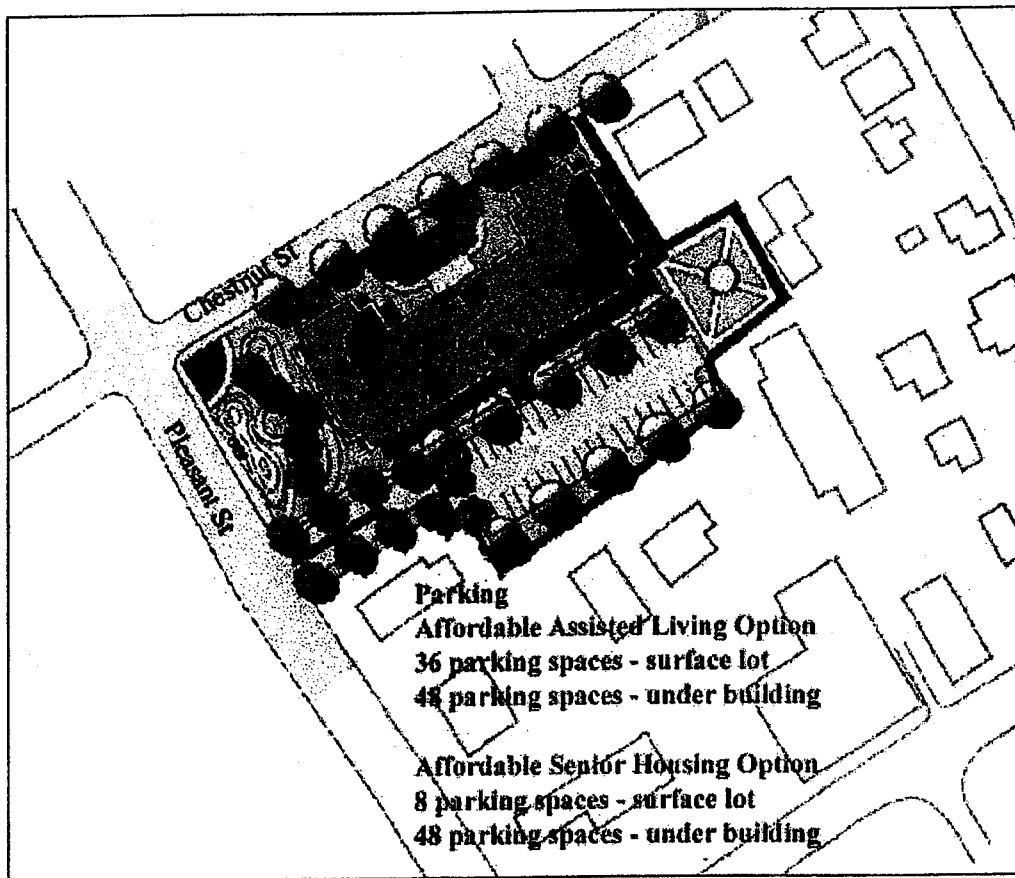 Chestnut St
Pleasant St
Parking
Affordable Assisted Living Option
36 parking spaces - surface lot
48 parking spaces - under building
Affordable Senior Housing Option
8 parking spaces - surface lot
48 parking spaces - under building